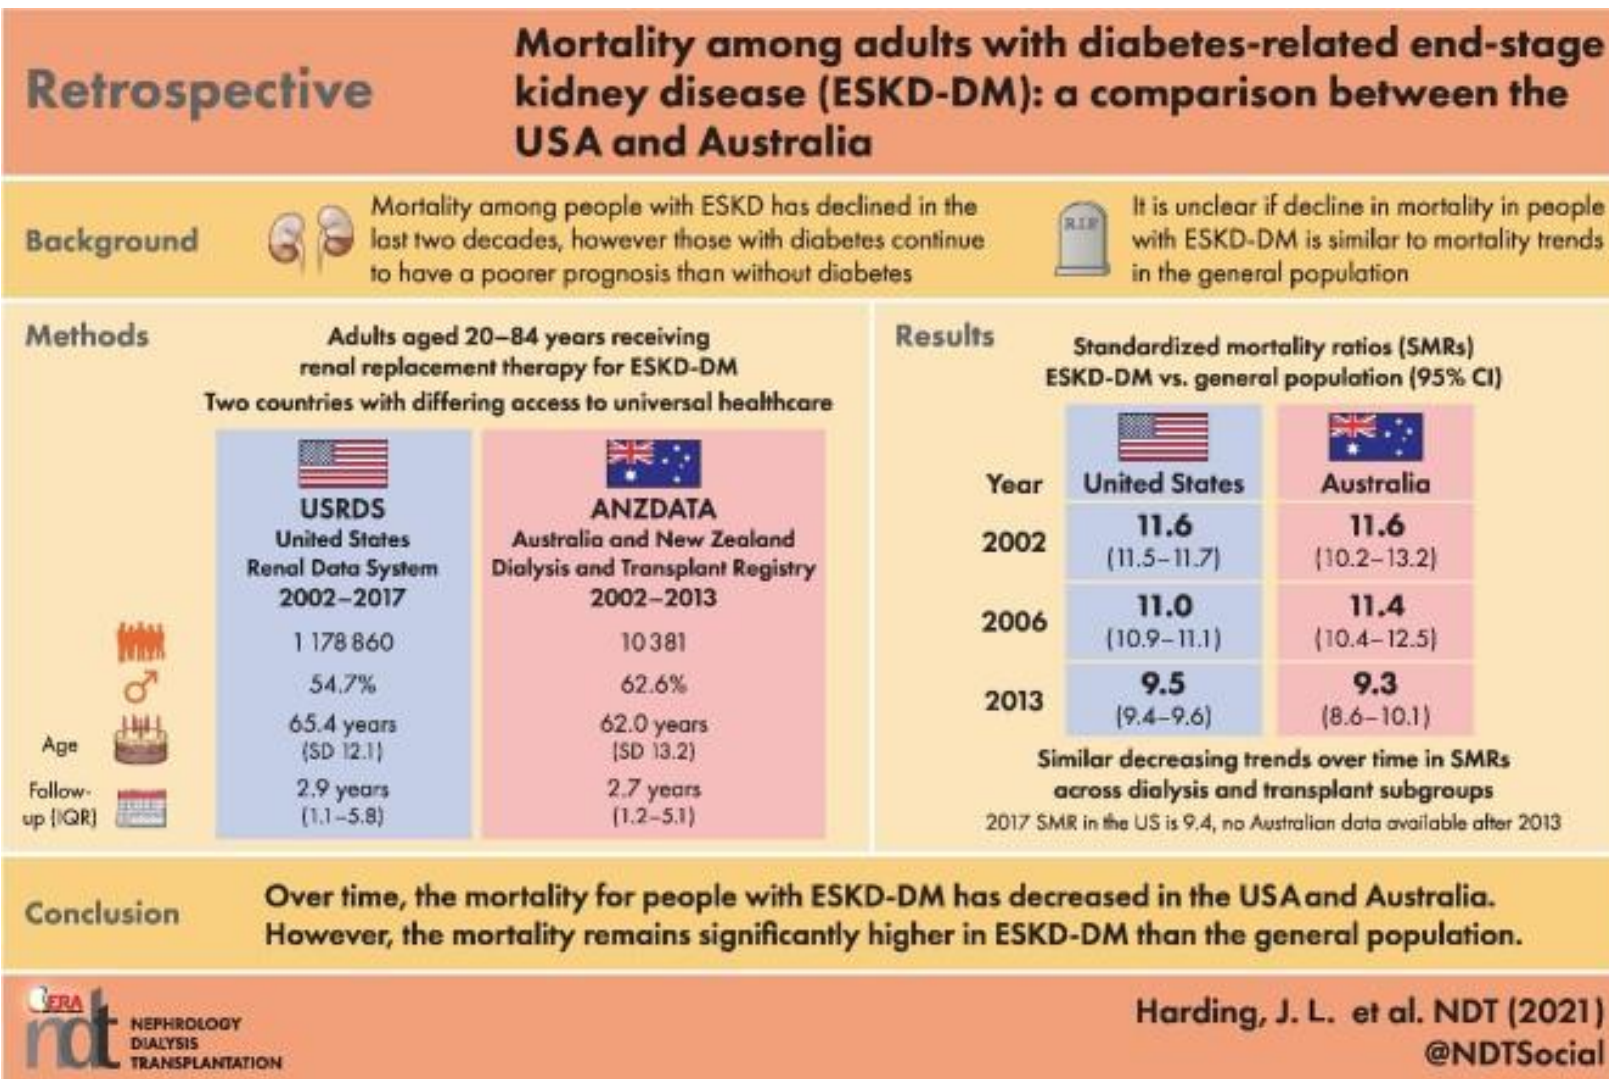 Retrospective
Mortality among adults with diabetes-related end-stage
kidney disease (ESKD-DM): a comparison between the
USA and Australia
Background
Mortality among people with ESKD has declined in the
last two decades, however those with diabetes continue
to have a poorer prognosis than without diabetes
R.I.P
It is unclear if decline in mortality in people
with ESKD-DM is similar to mortality trends
in the general population
Methods
Adults aged 20–84 years receiving
renal replacement therapy for ESKD-DM
Two countries with differing access to universal healthcare
USRDS
United States
Renal Data System
2002–2017
ANZDATA
Australia and New Zealand
Dialysis and Transplant Registry
2002–2013
1 178 860
10 381
54.7%
62.6%
Age
65.4 years
(SD 12.1)
62.0 years
(SD 13.2)
Follow-
up (IQR)
2.9 years
(1.1–5.8)
2.7 years
(1.2–5.1)
Results
Standardized mortality ratios (SMRs)
ESKD-DM vs. general population (95% CI)
Year
United States
Australia
2002
11.6
(11.5–11.7)
11.6
(10.2–13.2)
2006
11.0
(10.9–11.1)
11.4
(10.4–12.5)
2013
9.5
(9.4–9.6)
9.3
(8.6–10.1)
Similar decreasing trends over time in SMRs
across dialysis and transplant subgroups
2017 SMR in the US is 9.4, no Australian data available after 2013
Conclusion
Over time, the mortality for people with ESKD-DM has decreased in the USA and Australia.
However, the mortality remains significantly higher in ESKD-DM than the general population.
ERA
ndt
NEPHROLOGY
DIALYSIS
TRANSPLANTATION
Harding, J. L. et al. NDT (2021)
@NDTSocial